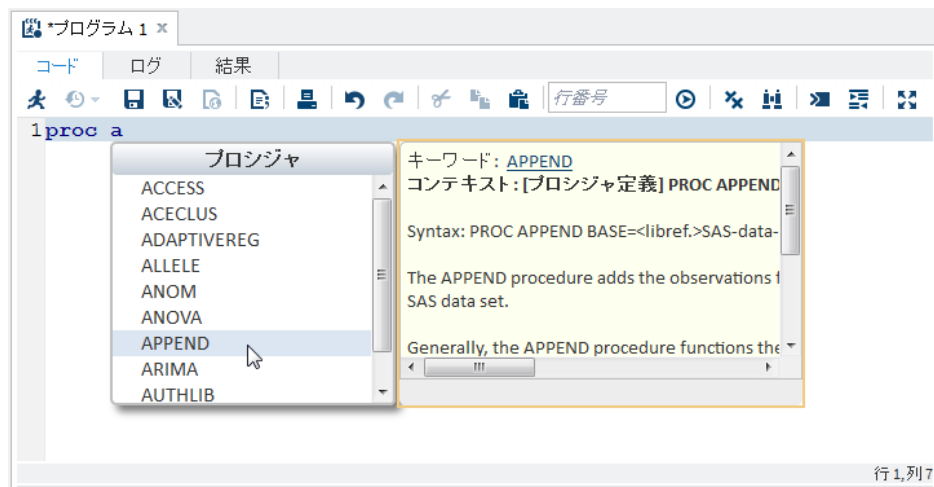 *プログラム 1 ×
コード ログ 結果
行番号
1proc a
プロシジャ
ACCESS
ACECLUS
ADAPTIVEREG
ALLELE
ANOM
ANOVA
APPEND
ARIMA
AUTHLIB
キーワード: APPEND
コンテキスト: [プロシジャ定義] PROC APPEND
Syntax: PROC APPEND BASE=<libref.>SAS-data-
The APPEND procedure adds the observations f
SAS data set.
Generally, the APPEND procedure functions the
行 1,列 7